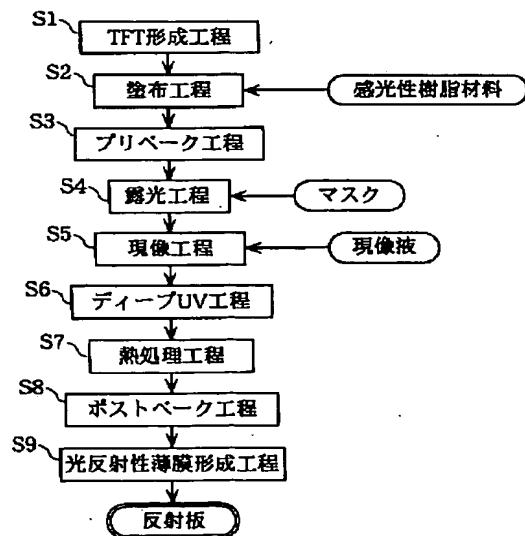 S1 TFT形成工程
S2 塗布工程 感光性樹脂材料
S3 プリベーク工程
S4 露光工程 マスク
S5 現像工程 現像液
S6 ディープUV工程
S7 熱処理工程
S8 ポストベーク工程
S9 光反射性薄膜形成工程
反射板